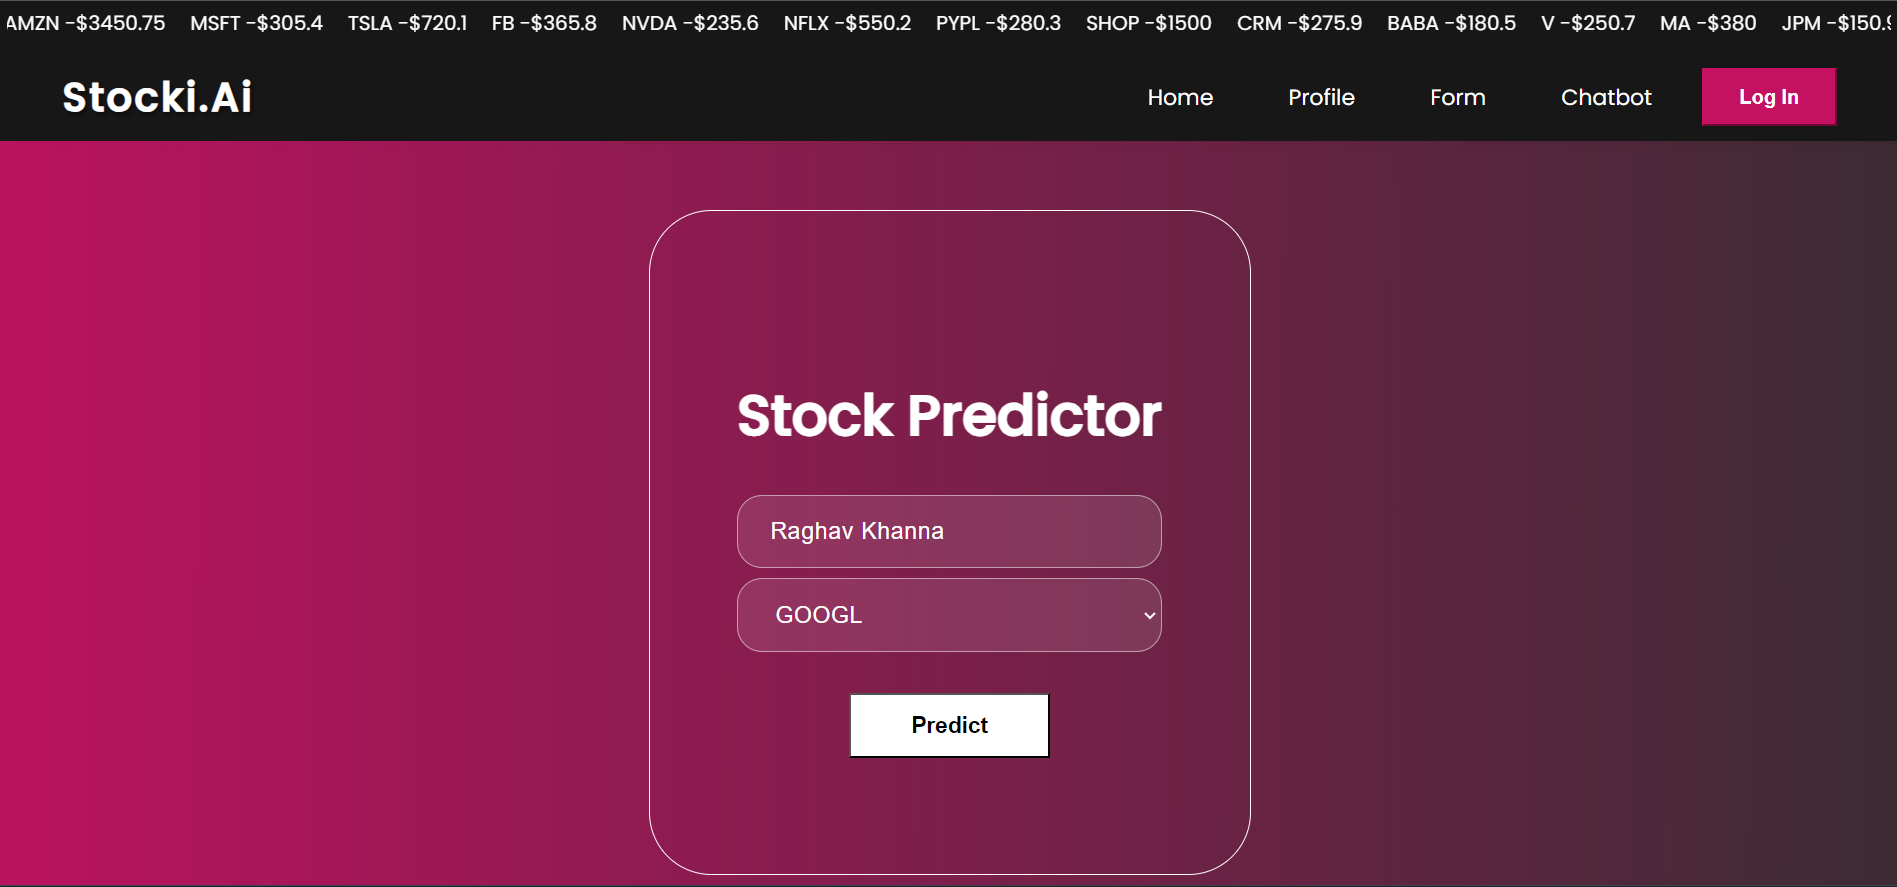 AMZN -$3450.75 MSFT -$305.4 TSLA -$720.1 FB -$365.8 NVDA -$235.6 NFLX -$550.2 PYPL -$280.3 SHOP -$1500 CRM -$275.9 BABA -$180.5 V -$250.7 MA -$380 JPM -$150.9
Stocki.Ai Home Profile Form Chatbot Log In
Stock Predictor
Raghav Khanna
GOOGL
Predict